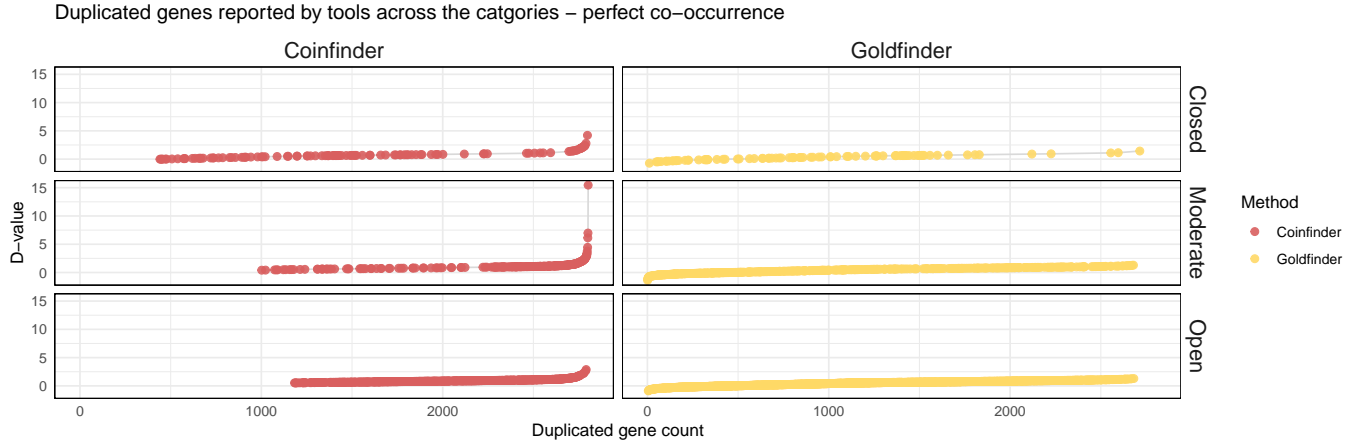 Duplicated genes reported by tools across the catgories − perfect co−occurrence
Coinfinder
Goldfinder
15
10
5
0
Closed
15
10
5
0
Moderate
15
10
5
0
Open
D−value
0
1000
2000
0
1000
2000
Duplicated gene count
Method
Coinfinder
Goldfinder